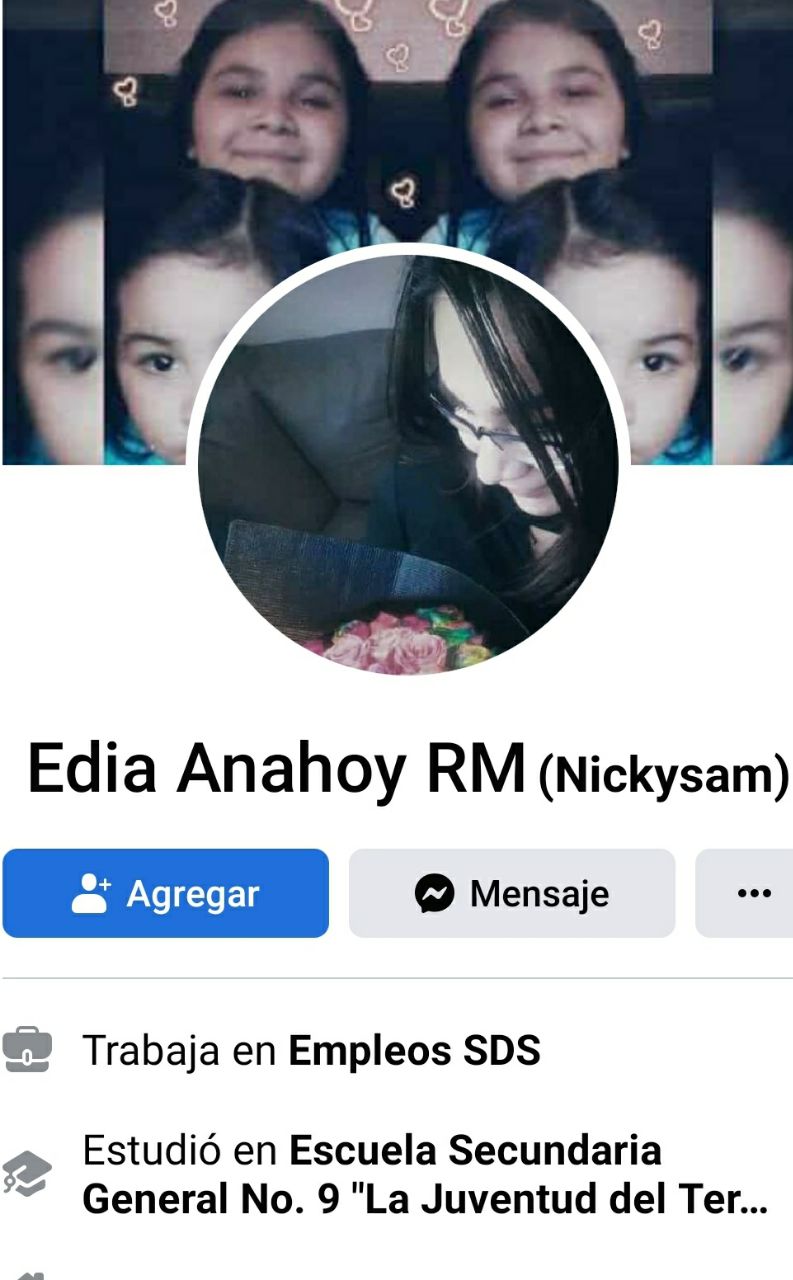 Edia Anahoy RM (Nickysam)
Agregar
Mensaje
Trabaja en Empleos SDS
Estudió en Escuela Secundaria
General No. 9 "La Juventud del Ter...